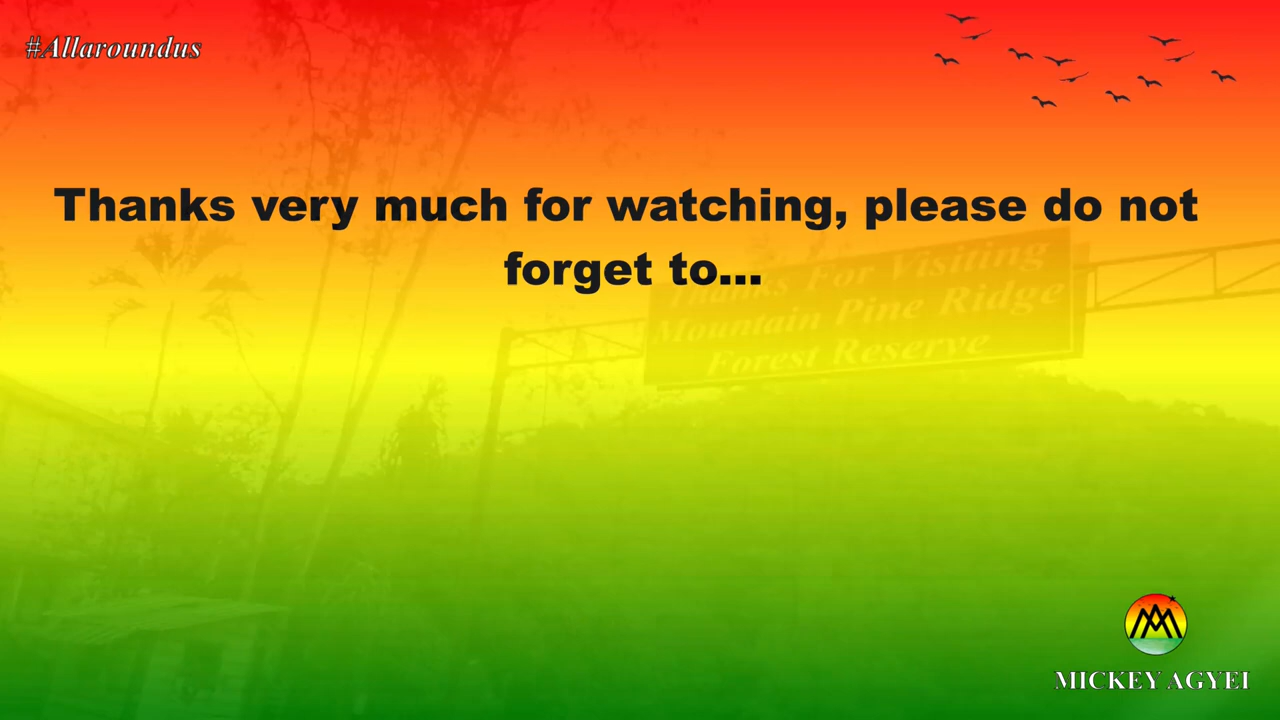 #Allaroundus
Thanks very much for watching, please do not
forget to...
Thanks For Visiting
Mountain Pine Ridge
Forest Reserve
MICKEY AGYEI